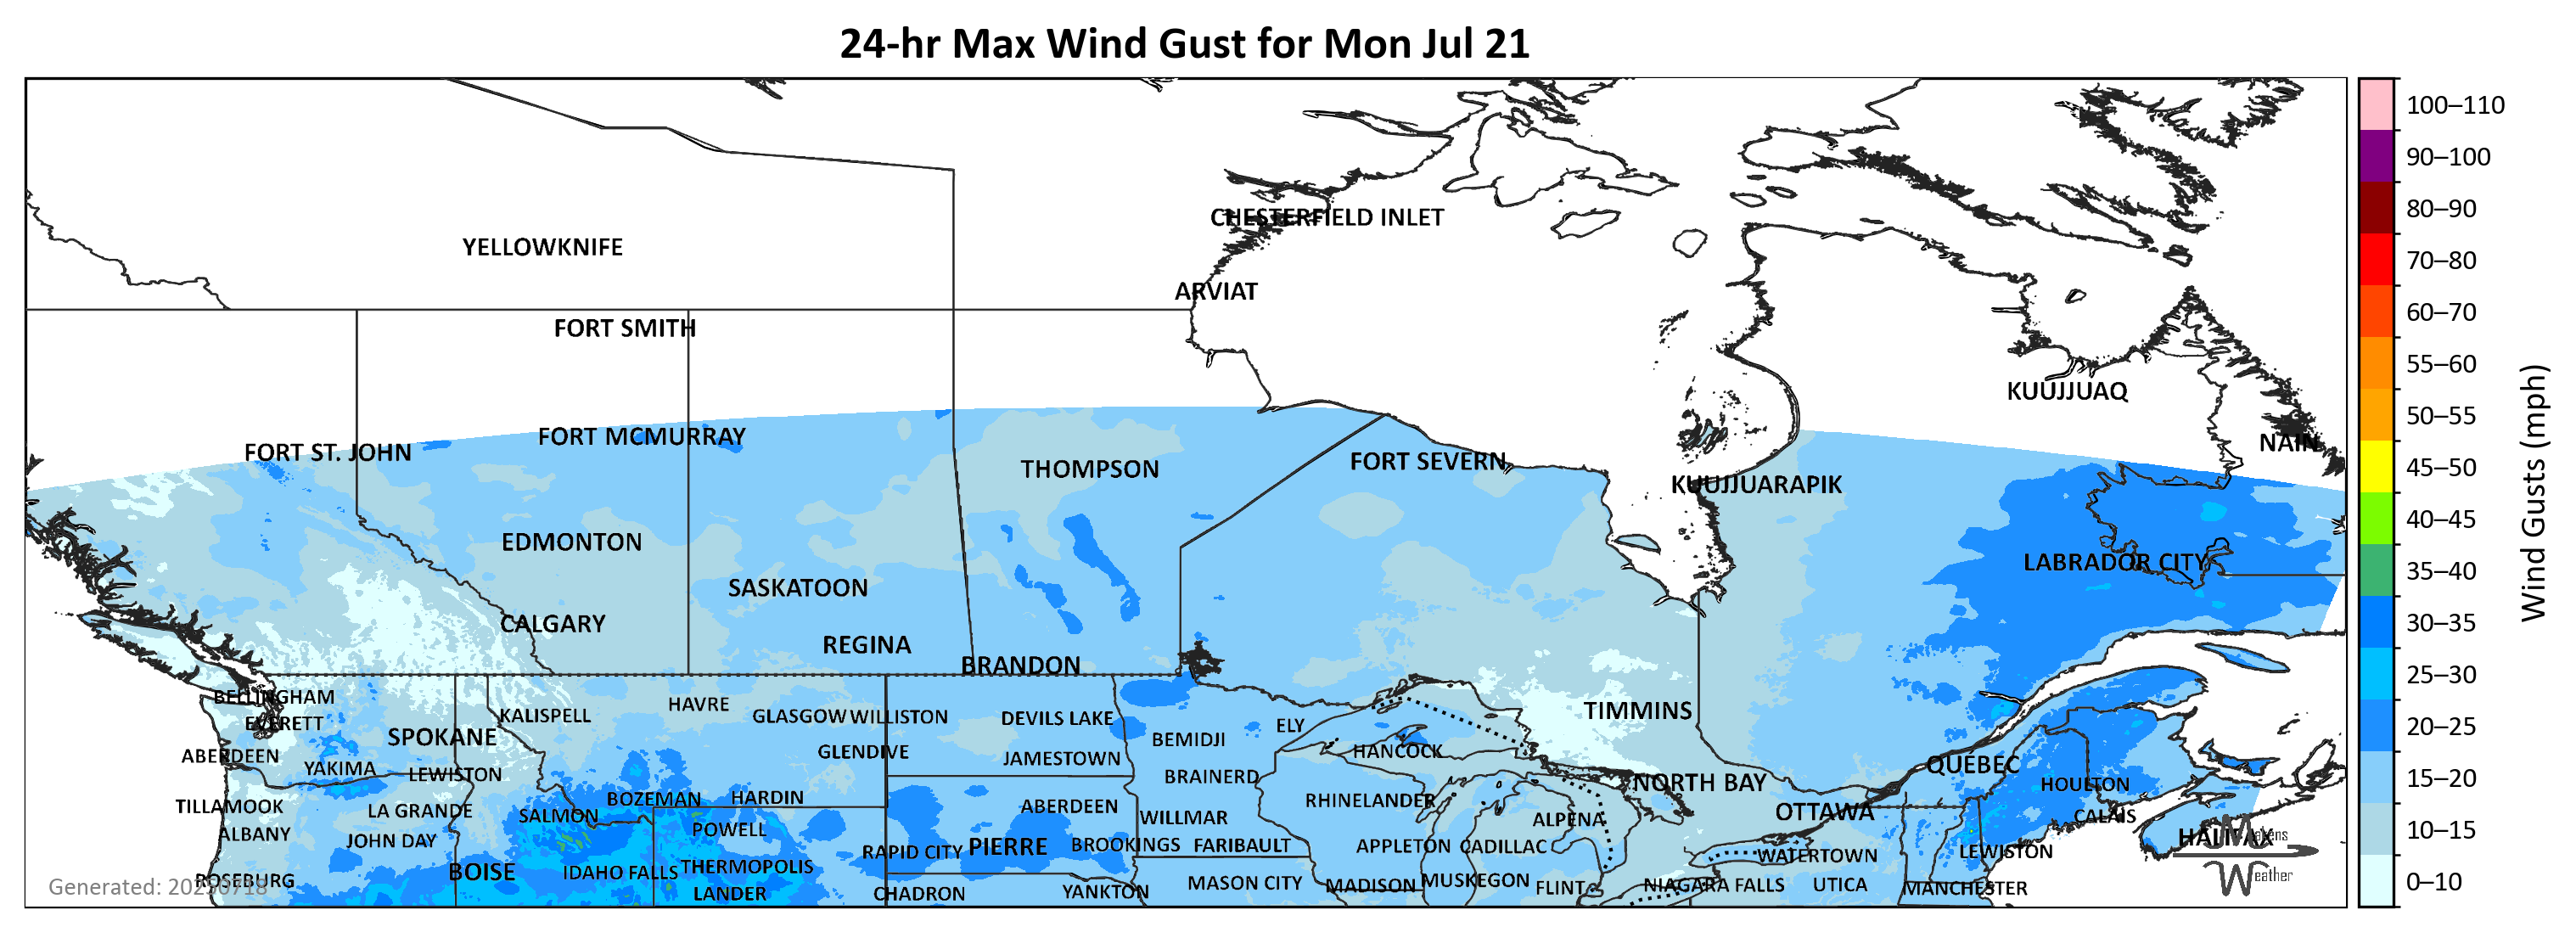 24-hr Max Wind Gust for Mon Jul 21
100–110
90–100
80–90
CHESTERFIELD INLET
YELLOWKNIFE
70–80
ARVIAT
60–70
FORT SMITH
55–60
KUUJJUAQ
50–55
FORT MCMURRAY
NAIN
FORT ST. JOHN
FORT SEVERN
THOMPSON
45–50
KUUJJUARAPIK
40–45
EDMONTON
LABRADOR CITY
35–40
SASKATOON
CALGARY
30–35
REGINA
BRANDON
25–30
BELLINGHAM
HAVRE
TIMMINS
KALISPELL
GLASGOW
WILLISTON
DEVILS LAKE
EVERETT
ELY
20–25
SPOKANE
BEMIDJI
ABERDEEN
GLENDIVE
JAMESTOWN
HANCOCK
QUÉBEC
YAKIMA
LEWISTON
BRAINERD
15–20
NORTH BAY
HOULTON
BOZEMAN
HARDIN
RHINELANDER
TILLAMOOK
LA GRANDE
ABERDEEN
OTTAWA
SALMON
WILLMAR
ALPENA
CALAIS
10–15
ALBANY
JOHN DAY
POWELL
HALIFAX
Makens
Weather
PIERRE
BROOKINGS
FARIBAULT
APPLETON
CADILLAC
RAPID CITY
WATERTOWN
LEWISTON
BOISE
IDAHO FALLS
THERMOPOLIS
ROSEBURG
MASON CITY
MADISON
MUSKEGON
FLINT
NIAGARA FALLS
UTICA
MANCHESTER
0–10
Generated: 20250718
LANDER
CHADRON
YANKTON
Wind Gusts (mph)